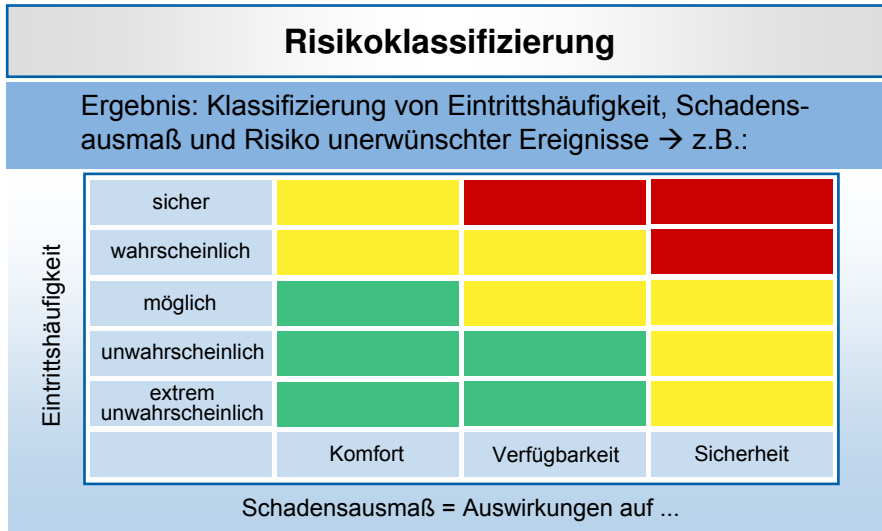 Risikoklassifizierung
Ergebnis: Klassifizierung von Eintrittshäufigkeit, Schadens-
ausmaß und Risiko unerwünschter Ereignisse → z.B.:
Eintrittshäufigkeit
sicher
wahrscheinlich
möglich
unwahrscheinlich
extrem
unwahrscheinlich
Komfort Verfügbarkeit Sicherheit
Schadensausmaß = Auswirkungen auf ...